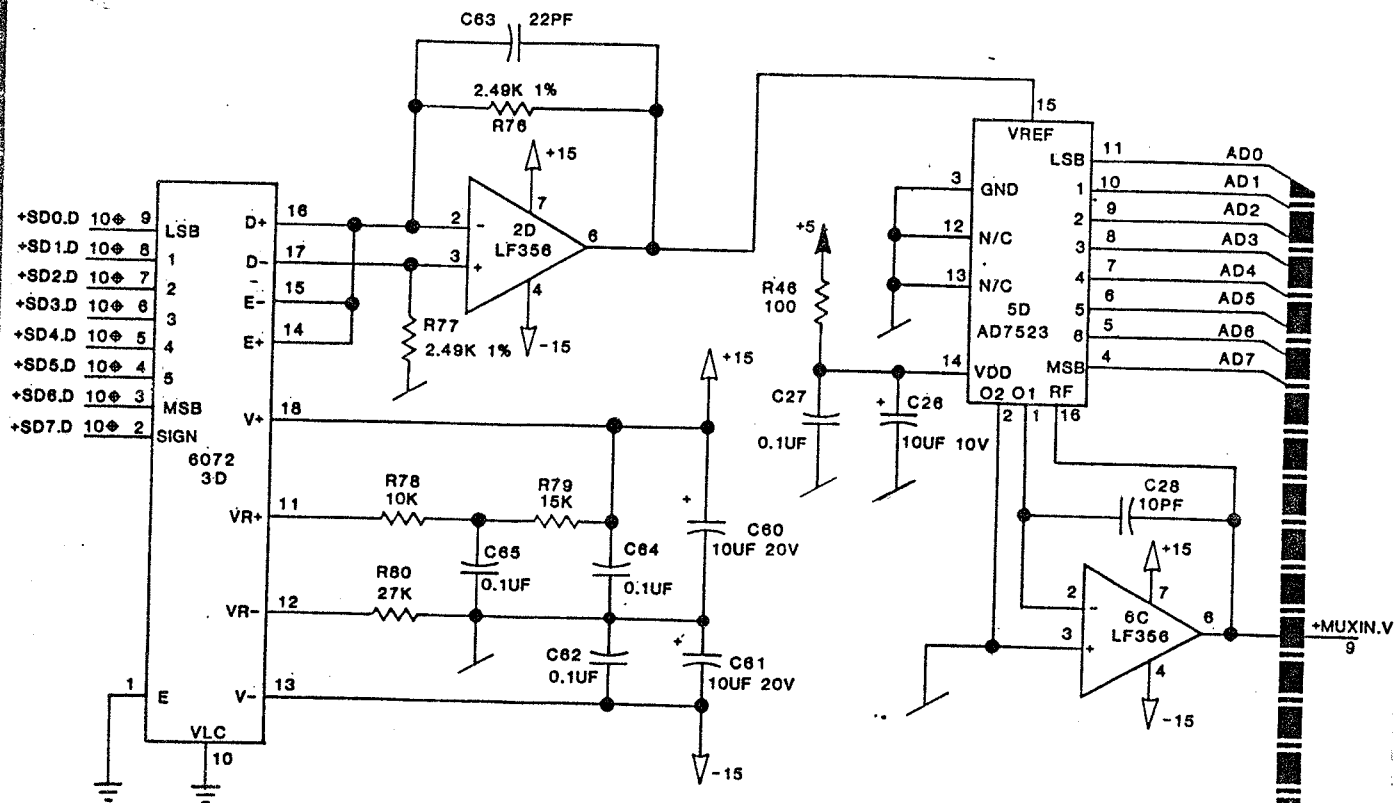 C63 22PF
2.49K 1%
R76
+15
7
2
-
2D
LF356
6
3
+
4
-15
R77
2.49K 1%
+SD0.D 10 9 LSB
+SD1.D 10 8 1
+SD2.D 10 7 2
+SD3.D 10 6 3
+SD4.D 10 5 4
+SD5.D 10 4 5
+SD6.D 10 3 MSB
+SD7.D 10 2 SIGN
D+ 16
D- 17
E- 15
E+ 14
V+ 18
6072
3D
VR+ 11
VR- 12
V- 13
1 E
VLC
10
R78
10K
R79
15K
R80
27K
C65
0.1UF
C64
0.1UF
+
C60
10UF 20V
C62
0.1UF
+
C61
10UF 20V
+15
-15
15
VREF
LSB 11 AD0
1 10 AD1
2 9 AD2
3 8 AD3
4 7 AD4
5 6 AD5
6 5 AD6
MSB 4 AD7
3 GND
12 N/C
13 N/C
5D
AD7523
14 VDD
O2 O1 RF
2 1 16
+5
R46
100
C27
0.1UF
+
C26
10UF 10V
C28
10PF
+15
7
2
-
6C
LF356
6
3
+
4
-15
+MUXIN.V
9